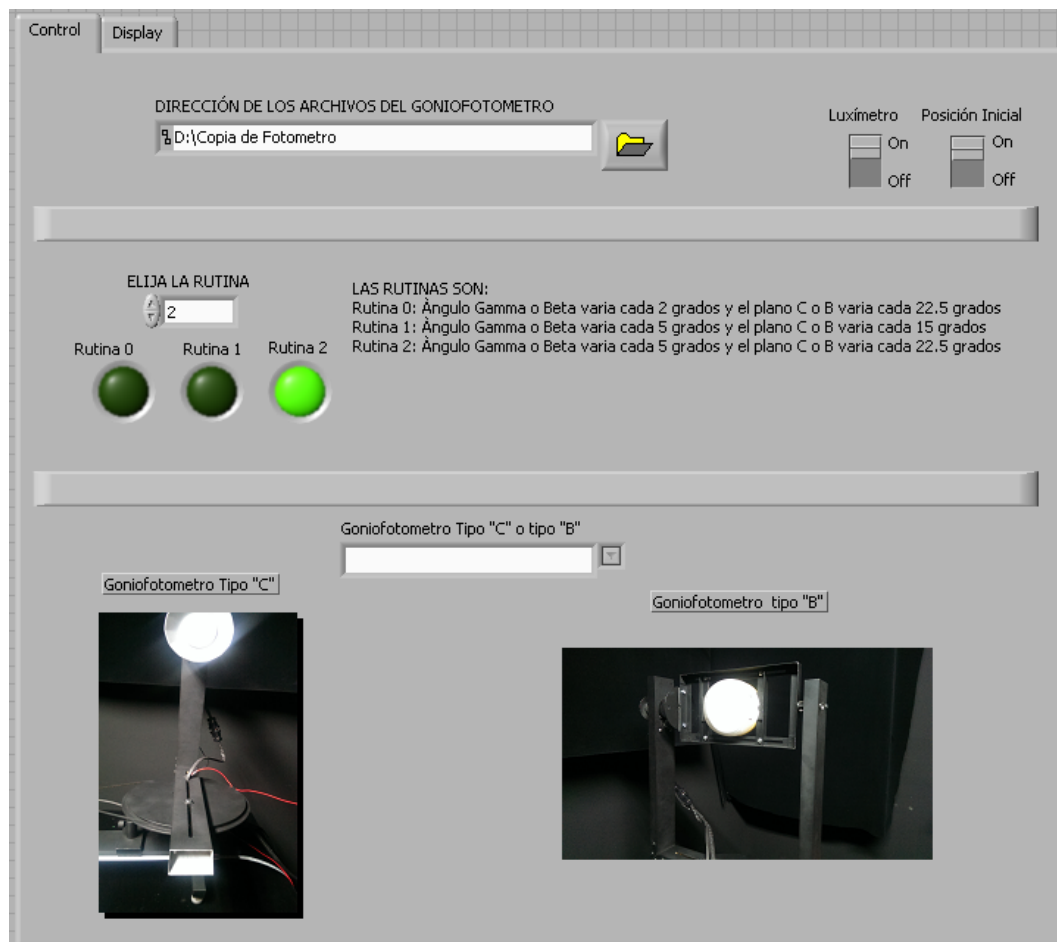 Control
Display
DIRECCIÓN DE LOS ARCHIVOS DEL GONIOFOTOMETRO
D:\Copia de Fotometro
Luxímetro
Posición Inicial
On
On
Off
Off
ELIJA LA RUTINA
2
Rutina 0
Rutina 1
Rutina 2
LAS RUTINAS SON:
Rutina 0: Àngulo Gamma o Beta varia cada 2 grados y el plano C o B varia cada 22.5 grados
Rutina 1: Àngulo Gamma o Beta varia cada 5 grados y el plano C o B varia cada 15 grados
Rutina 2: Àngulo Gamma o Beta varia cada 5 grados y el plano C o B varia cada 22.5 grados
Goniofotometro Tipo "C" o tipo "B"
Goniofotometro Tipo "C"
Goniofotometro tipo "B"